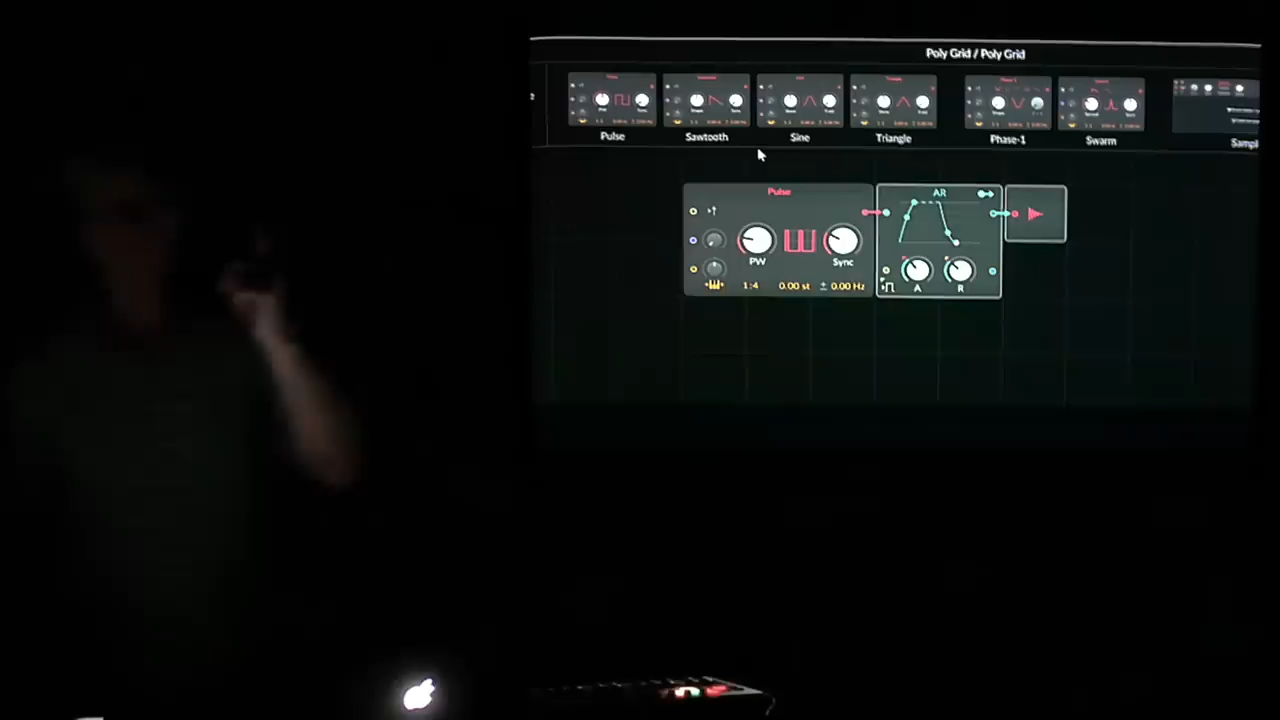 Poly Grid / Poly Grid
Pulse
Sawtooth
Sine
Triangle
Phase-1
Swarm
Sampl
Pulse
AR
PW
Sync
A
R
1:4
0.00 st
± 0.00 Hz